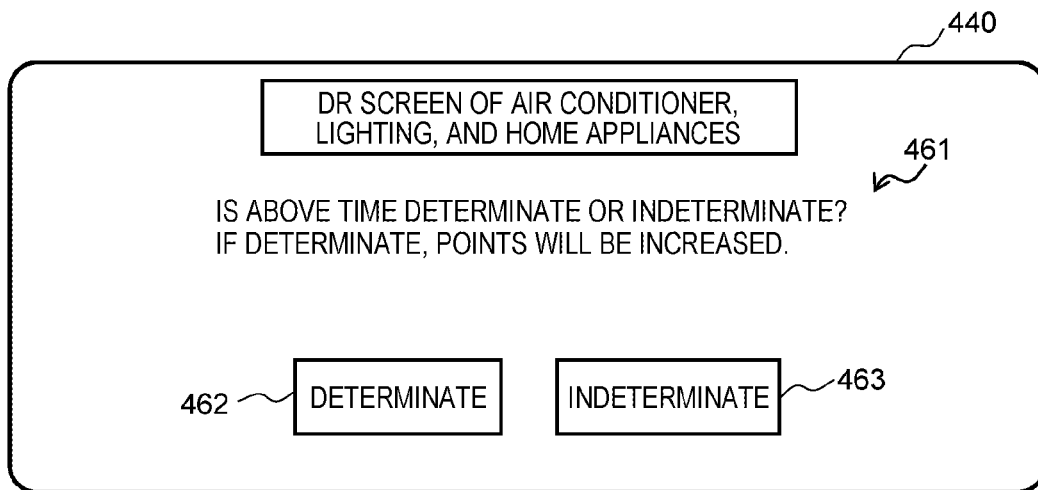 440
DR SCREEN OF AIR CONDITIONER,
LIGHTING, AND HOME APPLIANCES
461
IS ABOVE TIME DETERMINATE OR INDETERMINATE?
IF DETERMINATE, POINTS WILL BE INCREASED.
462
DETERMINATE
INDETERMINATE
463